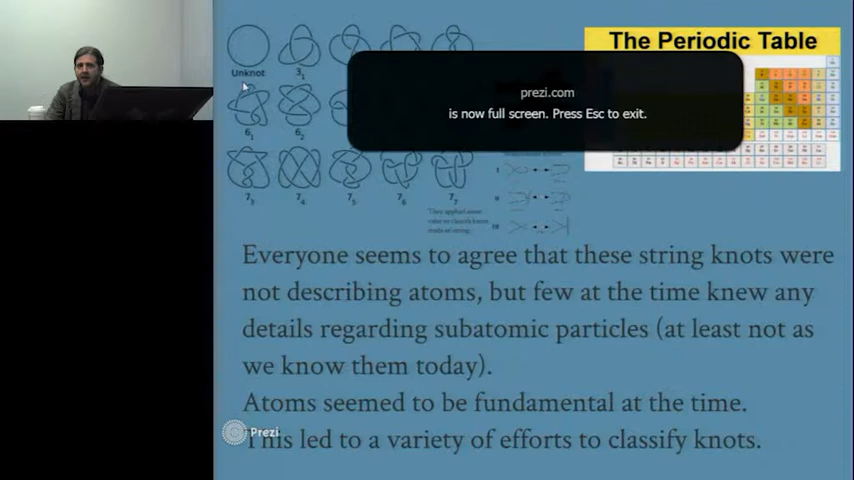 The Periodic Table
Unknot
3₁
prezi.com
is now full screen. Press Esc to exit.
6₁
6₂
7₃
7₄
7₅
7₆
7₇
Everyone seems to agree that these string knots were
not describing atoms, but few at the time knew any
details regarding subatomic particles (at least not as
we know them today).
Atoms seemed to be fundamental at the time.
This led to a variety of efforts to classify knots.
Prezi